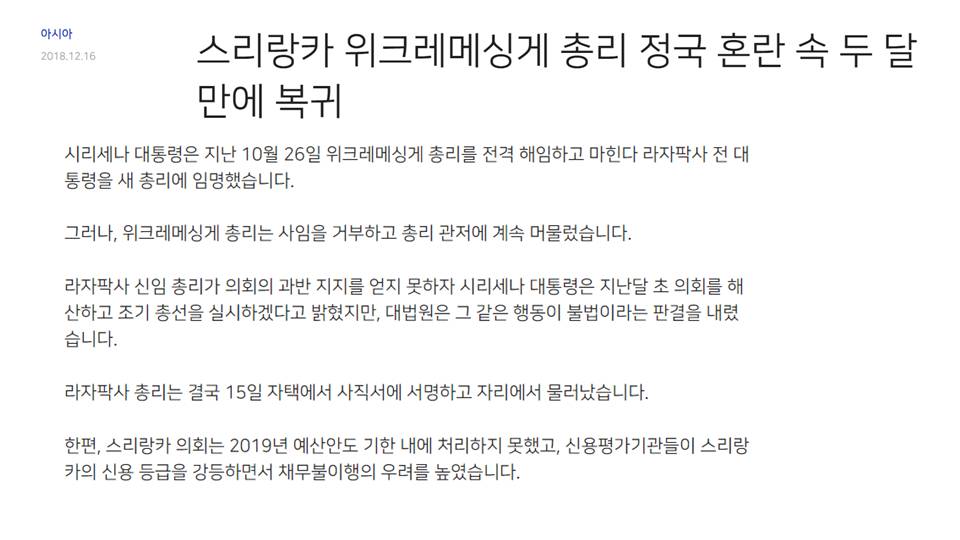 아시아
2018.12.16
스리랑카 위크레메싱게 총리 정국 혼란 속 두 달
만에 복귀
시리세나 대통령은 지난 10월 26일 위크레메싱게 총리를 전격 해임하고 마힌다 라자팍사 전 대
통령을 새 총리에 임명했습니다.
그러나, 위크레메싱게 총리는 사임을 거부하고 총리 관저에 계속 머물렀습니다.
라자팍사 신임 총리가 의회의 과반 지지를 얻지 못하자 시리세나 대통령은 지난달 초 의회를 해
산하고 조기 총선을 실시하겠다고 밝혔지만, 대법원은 그 같은 행동이 불법이라는 판결을 내렸
습니다.
라자팍사 총리는 결국 15일 자택에서 사직서에 서명하고 자리에서 물러났습니다.
한편, 스리랑카 의회는 2019년 예산안도 기한 내에 처리하지 못했고, 신용평가기관들이 스리랑
카의 신용 등급을 강등하면서 채무불이행의 우려를 높였습니다.